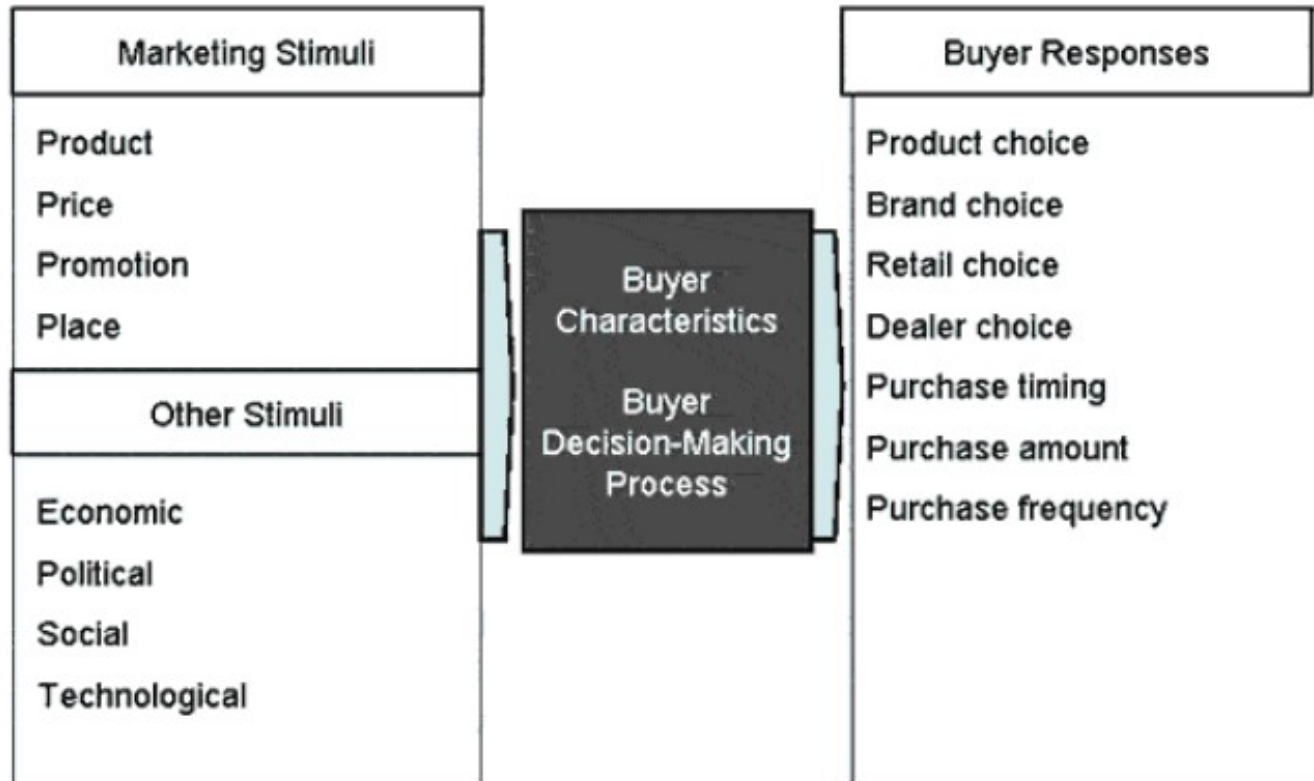 Marketing Stimuli
Product
Price
Promotion
Place
Other Stimuli
Economic
Political
Social
Technological
Buyer
Characteristics
Buyer
Decision-Making
Process
Buyer Responses
Product choice
Brand choice
Retail choice
Dealer choice
Purchase timing
Purchase amount
Purchase frequency